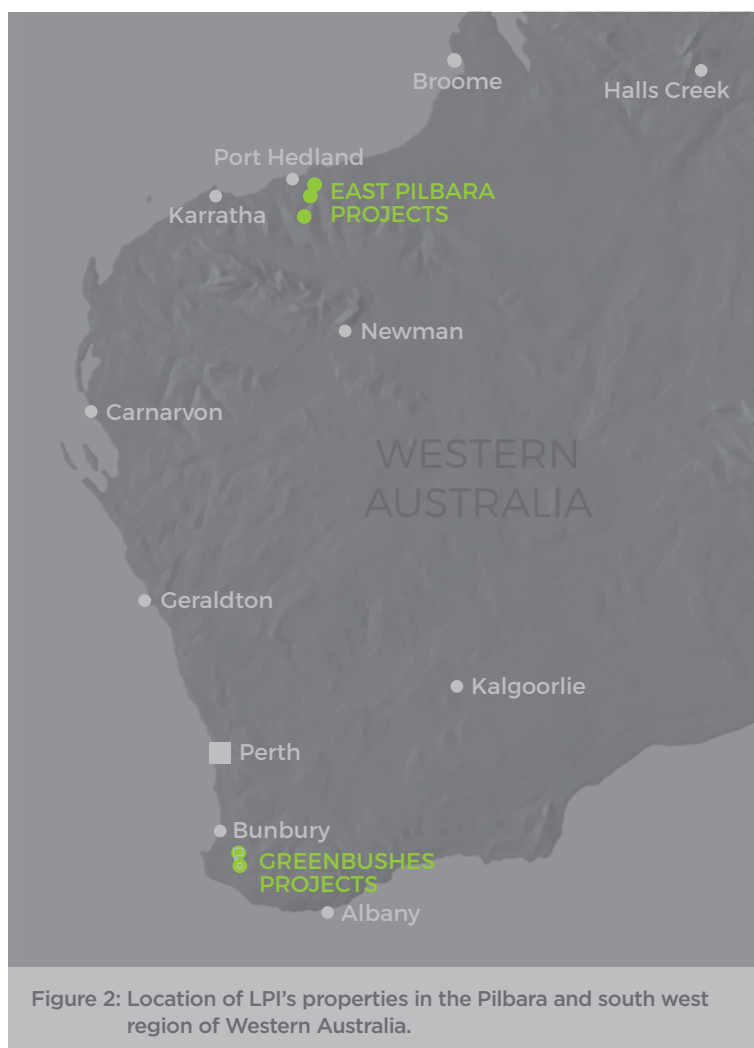 Broome
Halls Creek
Port Hedland
EAST PILBARA
PROJECTS
Karratha
Newman
Carnarvon
WESTERN
AUSTRALIA
Geraldton
Kalgoorlie
Perth
Bunbury
GREENBUSHES
PROJECTS
Albany
Figure 2: Location of LPI’s properties in the Pilbara and south west
region of Western Australia.